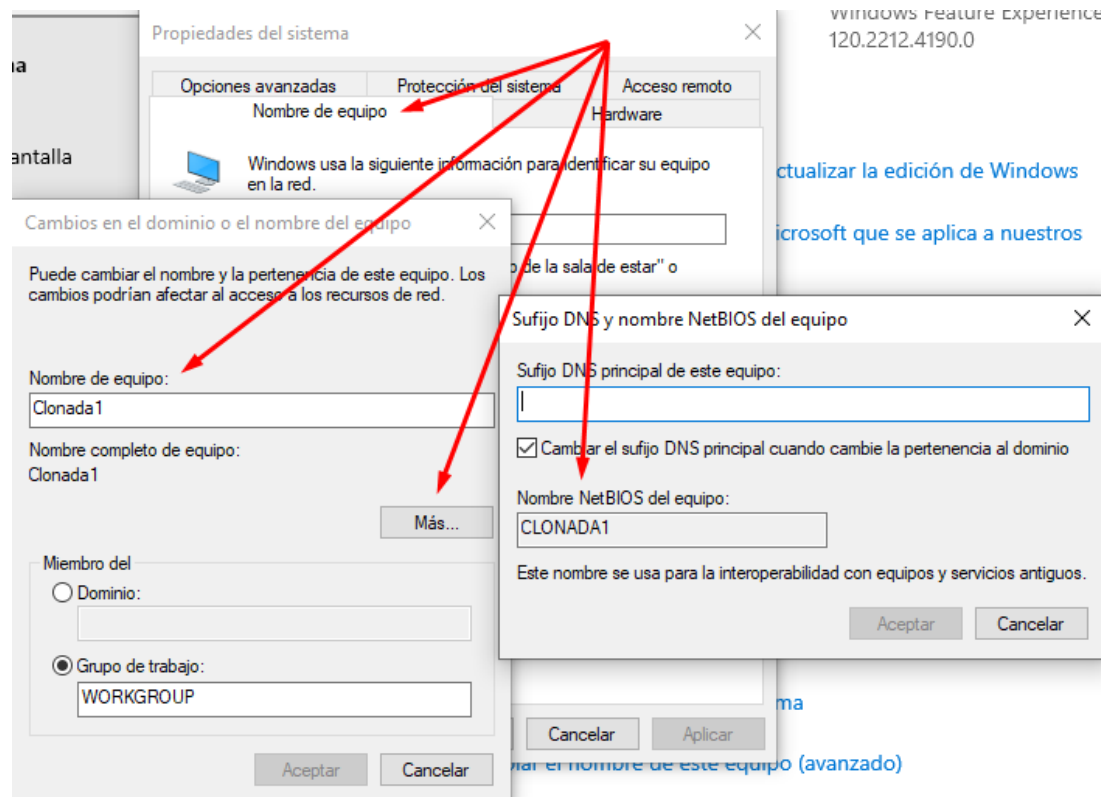 Windows Feature Experience
120.2212.4190.0
Propiedades del sistema
Opciones avanzadas
Protección del sistema
Acceso remoto
Nombre de equipo
Hardware
antalla
Windows usa la siguiente información para identificar su equipo
en la red.
ctualizar la edición de Windows
icrosoft que se aplica a nuestros
de la sala de estar" o
Cambios en el dominio o el nombre del equipo
Puede cambiar el nombre y la pertenencia de este equipo. Los
cambios podrían afectar al acceso a los recursos de red.
Nombre de equipo:
Clonada1
Nombre completo de equipo:
Clonada1
Más...
Miembro del
Dominio:
Grupo de trabajo:
WORKGROUP
Aceptar
Cancelar
Sufijo DNS y nombre NetBIOS del equipo
Sufijo DNS principal de este equipo:
Cambiar el sufijo DNS principal cuando cambie la pertenencia al dominio
Nombre NetBIOS del equipo:
CLONADA1
Este nombre se usa para la interoperabilidad con equipos y servicios antiguos.
Aceptar
Cancelar
ma
Cancelar
Aplicar
el nombre de este equipo (avanzado)